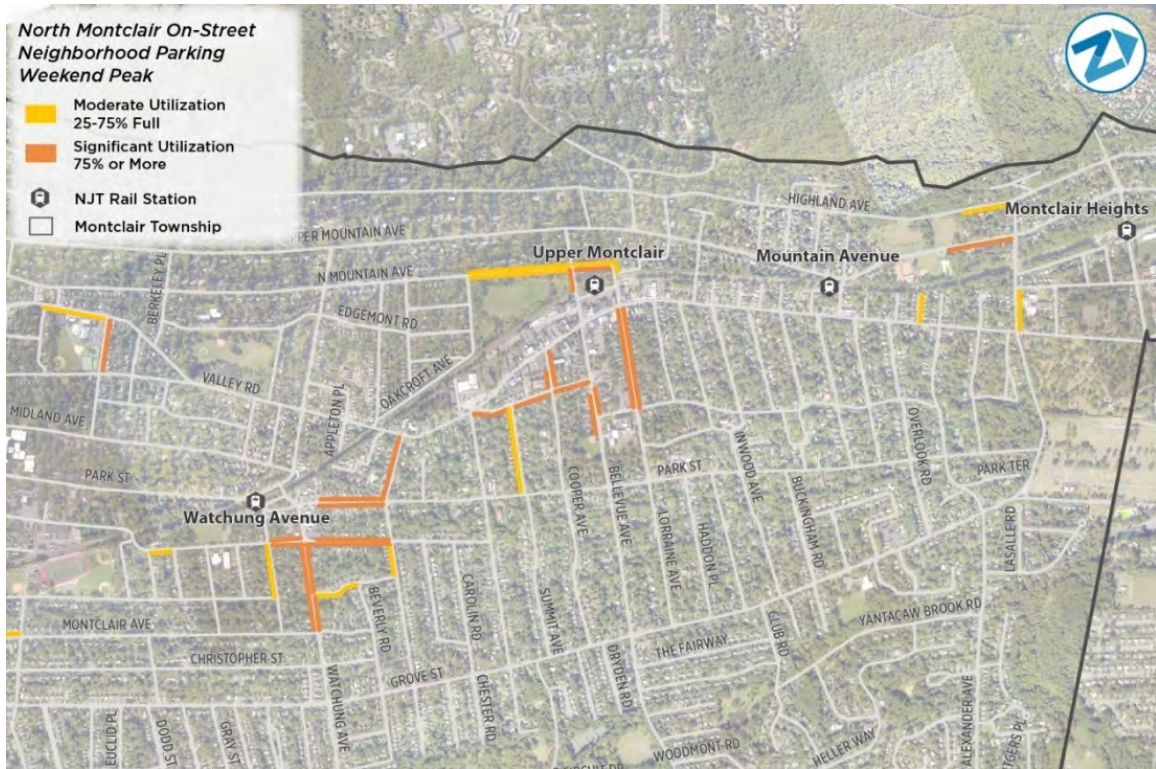 North Montclair On-Street
Neighborhood Parking
Weekend Peak
Moderate Utilization
25-75% Full
Significant Utilization
75% or More
NJT Rail Station
Montclair Township
Z
HIGHLAND AVE
Montclair Heights
PER MOUNTAIN AVE
Upper Montclair
Mountain Avenue
N MOUNTAIN AVE
BERKELEY PL
EDGEMONT RD
OAKCROFT AVE
VALLEY RD
APPLETON PL
MIDLAND AVE
PARK ST
Watchung Avenue
COOPER AVE
BELLEVUE AVE
PARK ST
LORRAINE AVE
HADDON PL
INWOOD AVE
BUCKINGHAM RD
OVERLOOK RD
PARK TER
LASALLE RD
MONTCLAIR AVE
CHRISTOPHER ST
WATCHUNG AVE
BEVERLY RD
CAROLIN RD
SUMMIT AVE
GROVE ST
CHESTER RD
DRYDEN RD
THE FAIRWAY
CLUB RD
YANTACAW BROOK RD
EUCLID PL
DODD ST
GRAY ST
WOODMONT RD
HELLER WAY
ALEXANDER AVE
TGERS PL
CIRCUIT DR